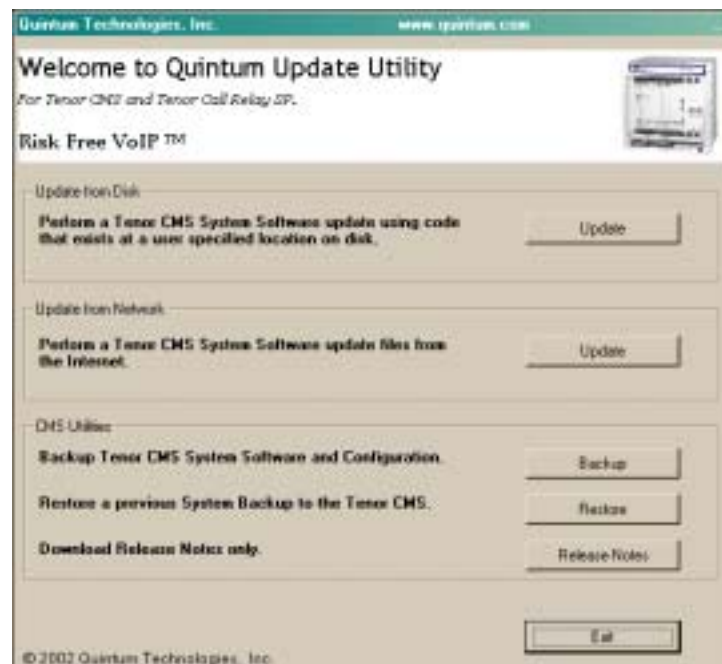 Quintum Technologies, Inc. www.quintum.com
Welcome to Quintum Update Utility
For Tenor CMS and Tenor Call Relay SP.
Risk Free VoIP ™
Update from Disk
Perform a Tenor CMS System Software update using code
that exists at a user specified location on disk.
Update
Update from Network
Perform a Tenor CMS System Software update files from
the Internet.
Update
CMS Utilities
Backup Tenor CMS System Software and Configuration.
Backup
Restore a previous System Backup to the Tenor CMS.
Restore
Download Release Notes only.
Release Notes
Exit
© 2002 Quintum Technologies, Inc.